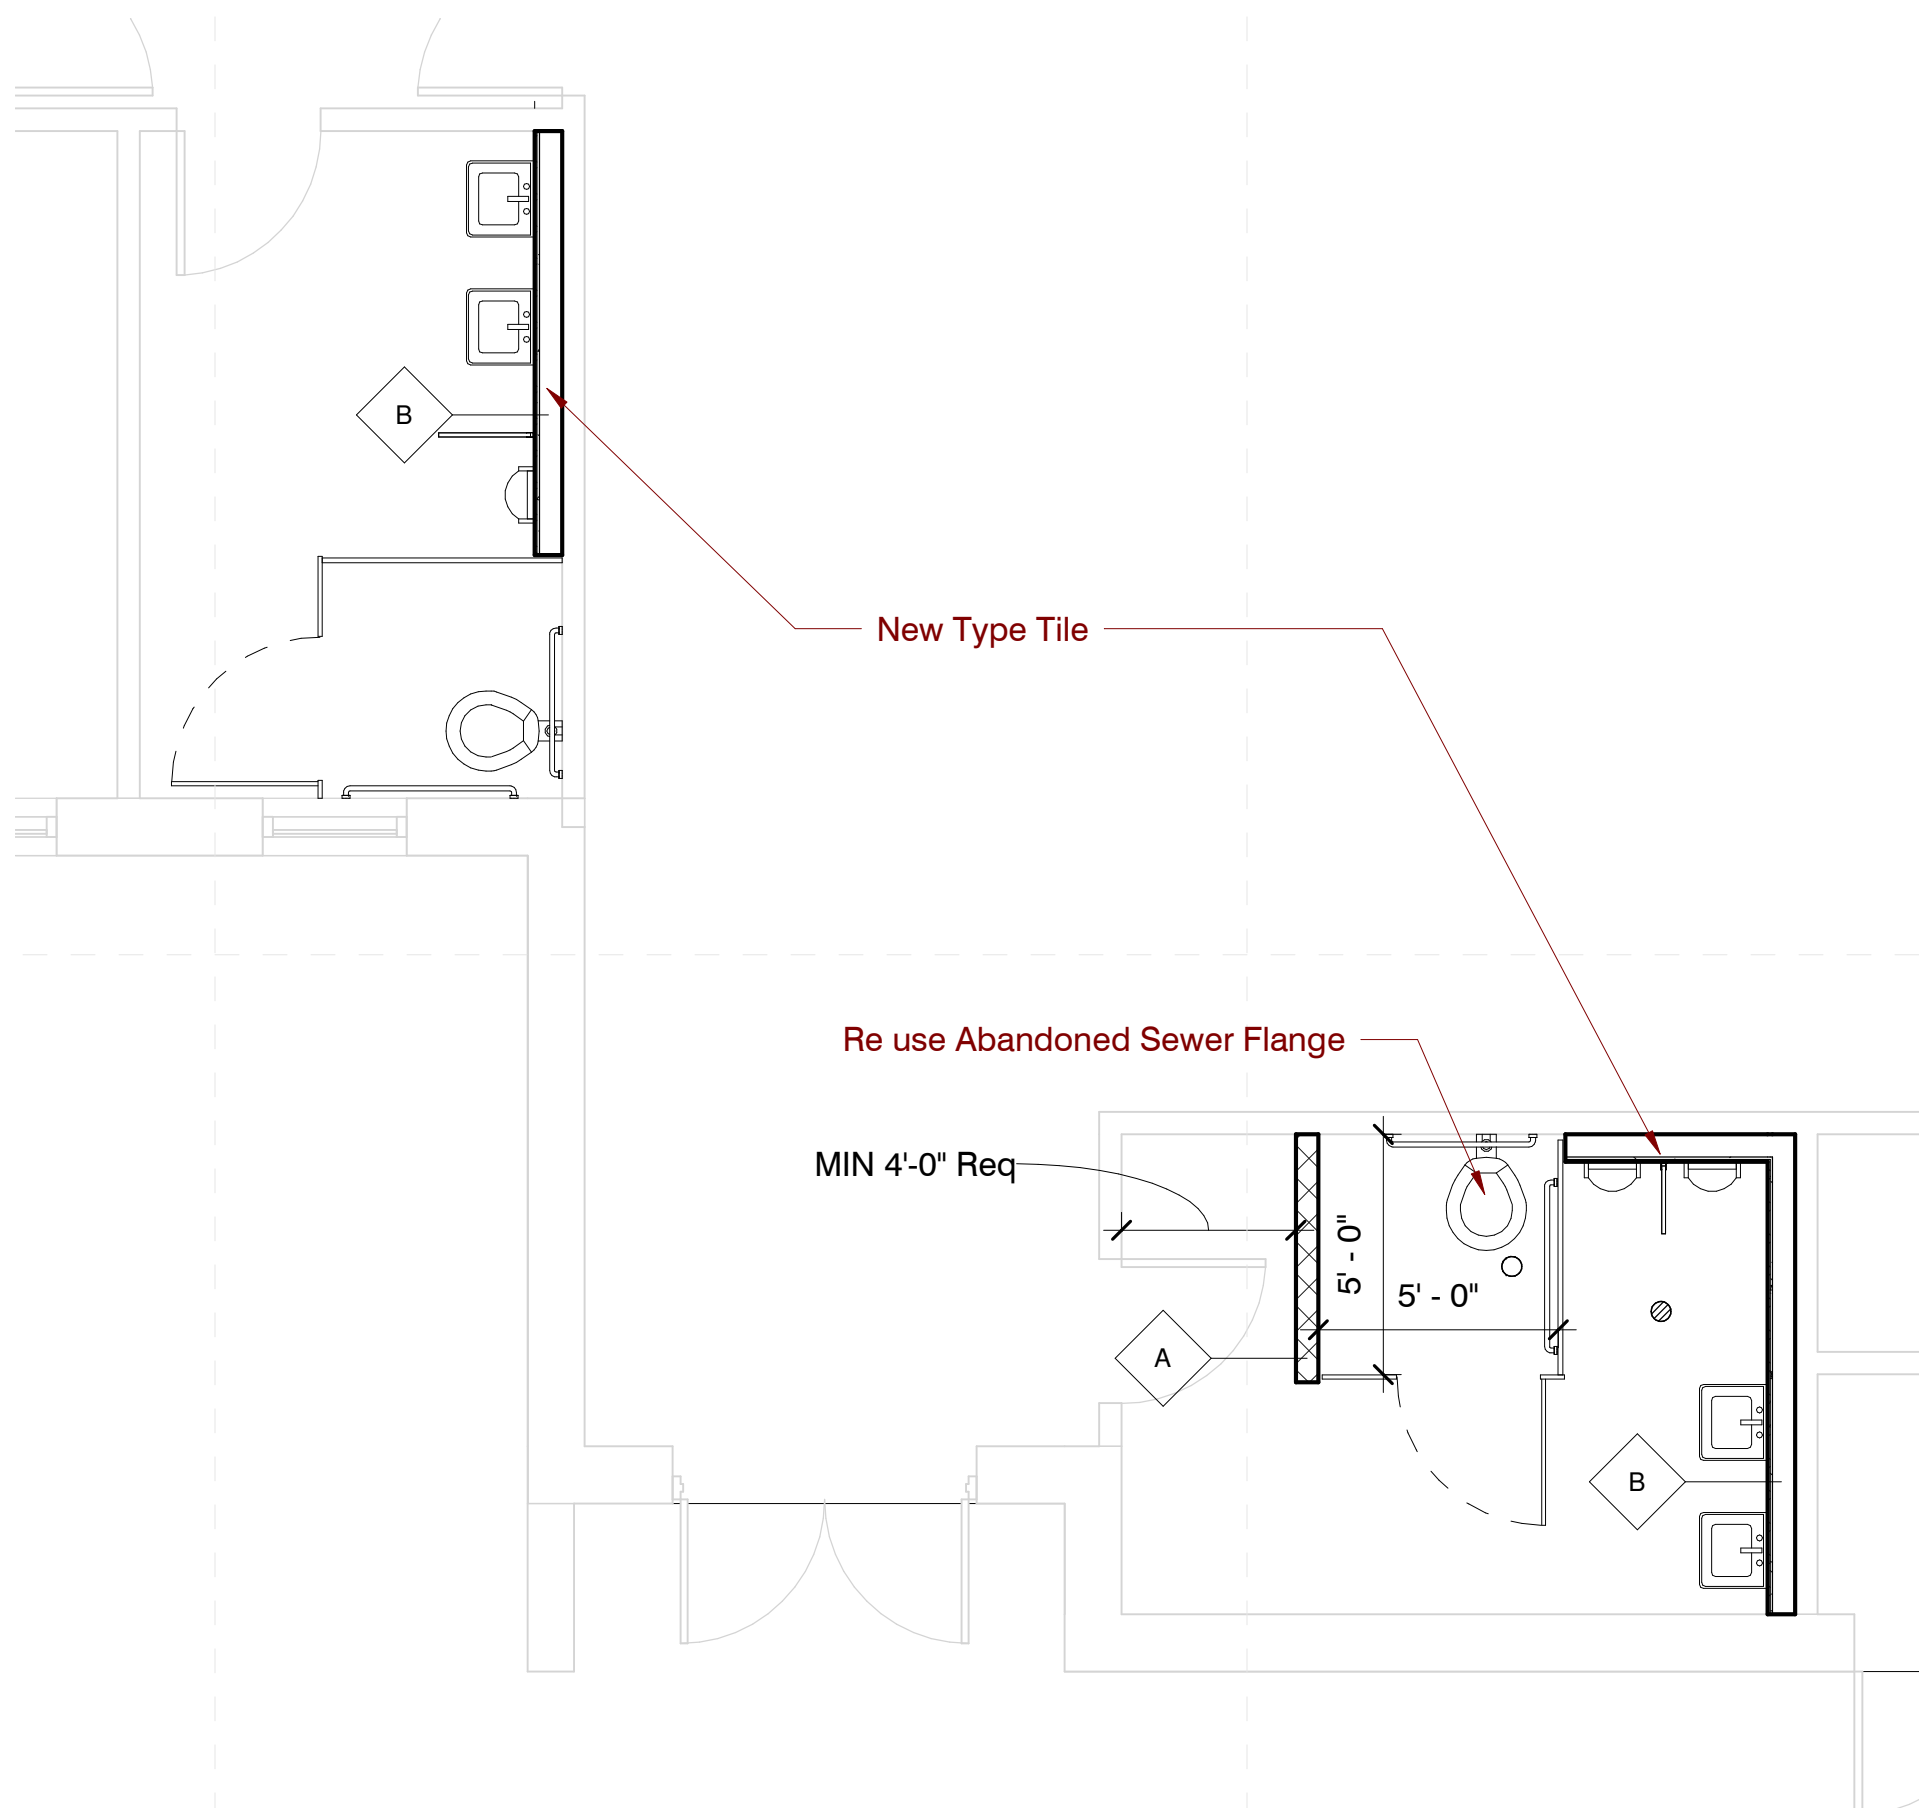 B
New Type Tile
Re use Abandoned Sewer Flange
MIN 4'-0" Req
5' - 0"
5' - 0"
A
B